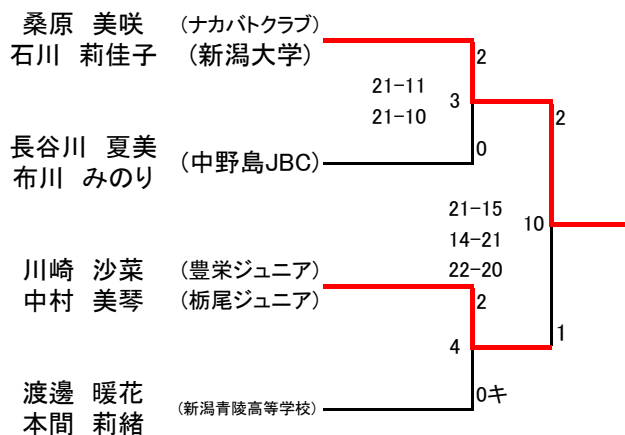 桑原 美咲 (ナカバトクラブ)
石川 莉佳子 (新潟大学)
2
21-11
21-10
3
2
0
長谷川 夏美
布川 みのり
(中野島JBC)
21-15
14-21
22-20
10
川崎 沙菜 (豊栄ジュニア)
中村 美琴 (栃尾ジュニア)
2
4
1
0キ
渡邊 暖花
本間 莉緒
(新潟青陵高等学校)